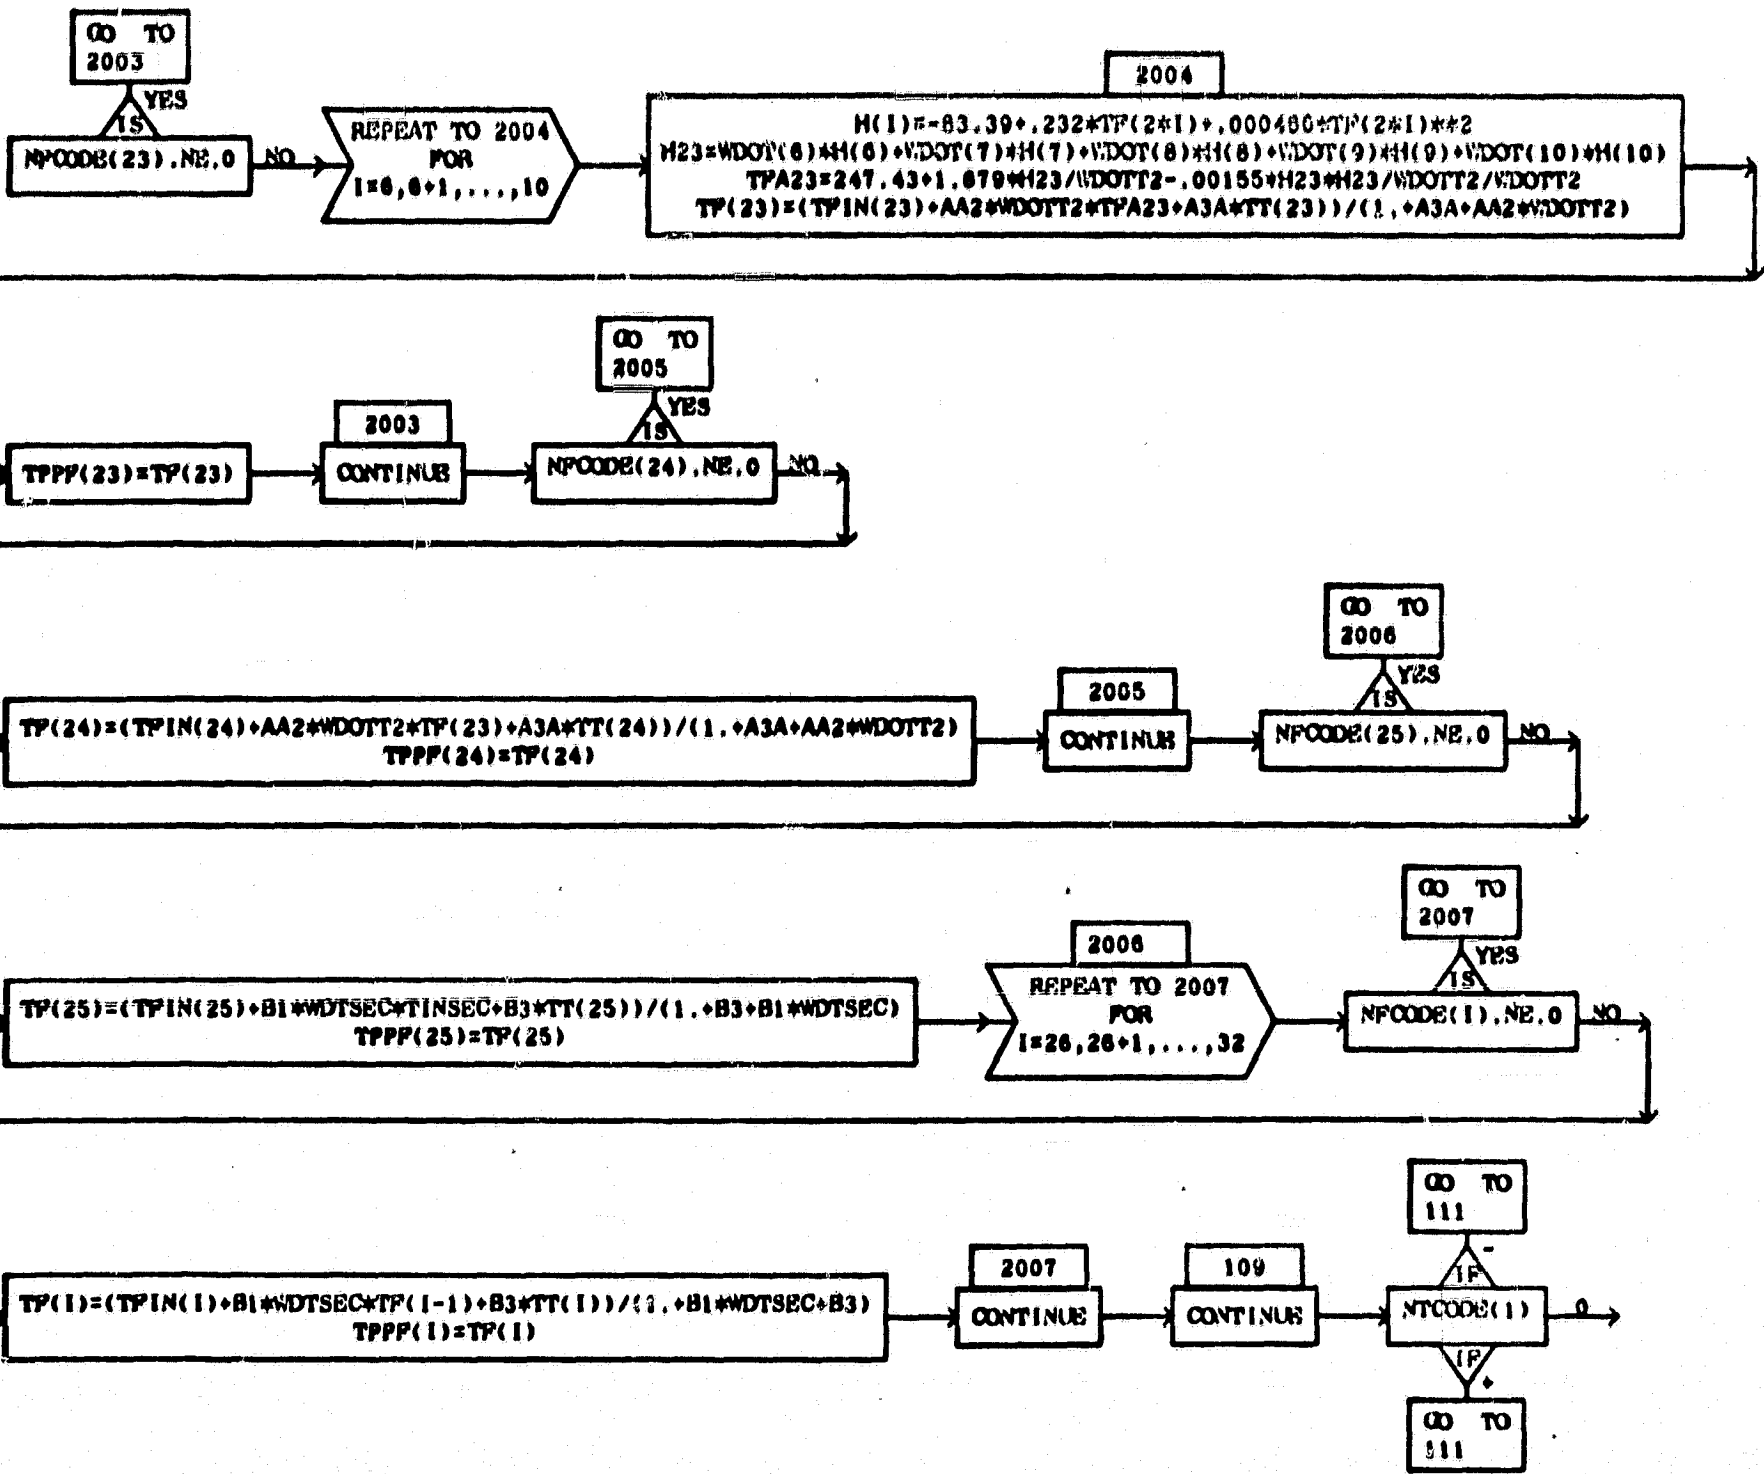 GO TO
2003
YES
IS
NFCODE(23).NE.0
NO
REPEAT TO 2004
FOR
I=6,6+1,...,10
2004
H(I)=-83.39+.232*TF(2*I)+.000460*TF(2*I)**2
H23=WDOT(6)*H(6)+WDOT(7)*H(7)+WDOT(8)*H(8)+WDOT(9)*H(9)+WDOT(10)*H(10)
TFA23=247.43+1.679*H23/WDOTT2-.00155*H23*H23/WDOTT2/WDOTT2
TF(23)=(TFIN(23)+AA2*WDOTT2*TFA23+A3A*TT(23))/(1.+A3A+AA2*WDOTT2)
TPPF(23)=TF(23)
2003
CONTINUE
GO TO
2005
YES
IS
NFCODE(24).NE.0
NO
TF(24)=(TFIN(24)+AA2*WDOTT2*TF(23)+A3A*TT(24))/(1.+A3A+AA2*WDOTT2)
TPPF(24)=TF(24)
2005
CONTINUE
GO TO
2006
YES
IS
NFCODE(25).NE.0
NO
TF(25)=(TFIN(25)+B1*WDTSEC*TINSEC+B3*TT(25))/(1.+B3+B1*WDTSEC)
TPPF(25)=TF(25)
2006
REPEAT TO 2007
FOR
I=26,26+1,...,32
GO TO
2007
YES
IS
NFCODE(I).NE.0
NO
TF(I)=(TFIN(I)+B1*WDTSEC*TF(I-1)+B3*TT(I))/(1.+B1*WDTSEC+B3)
TPPF(I)=TF(I)
2007
CONTINUE
109
CONTINUE
GO TO
111
-
IF
NTCODE(1)
0
IF
+
GO TO
111